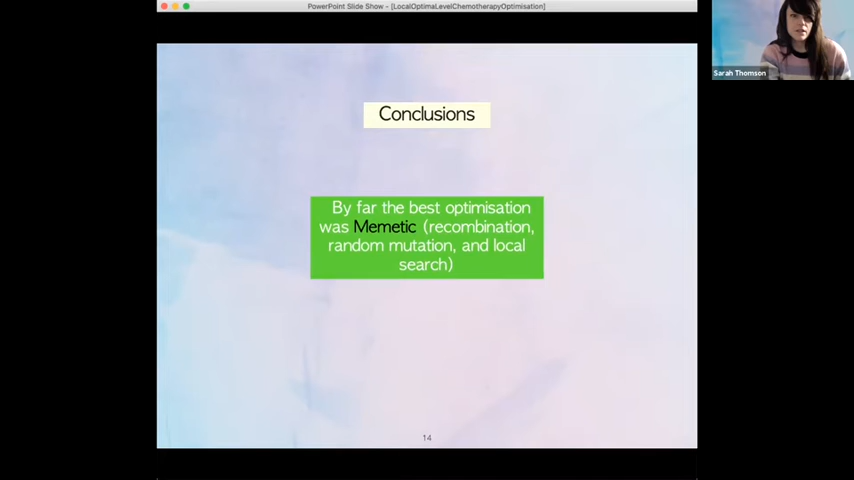 PowerPoint Slide Show - [LocalOptimaLevelChemotherapyOptimisation]
Sarah Thomson
Conclusions
By far the best optimisation
was Memetic (recombination,
random mutation, and local
search)
14